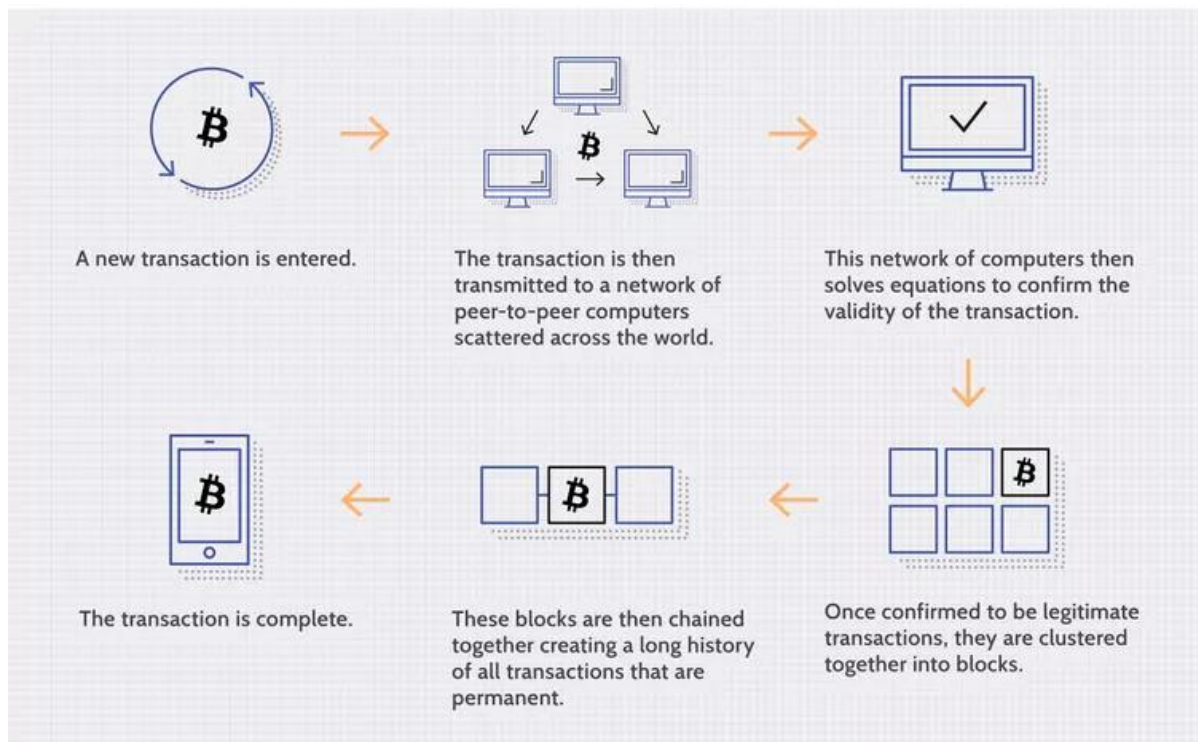 A new transaction is entered.
The transaction is then
transmitted to a network of
peer-to-peer computers
scattered across the world.
This network of computers then
solves equations to confirm the
validity of the transaction.
Once confirmed to be legitimate
transactions, they are clustered
together into blocks.
These blocks are then chained
together creating a long history
of all transactions that are
permanent.
The transaction is complete.